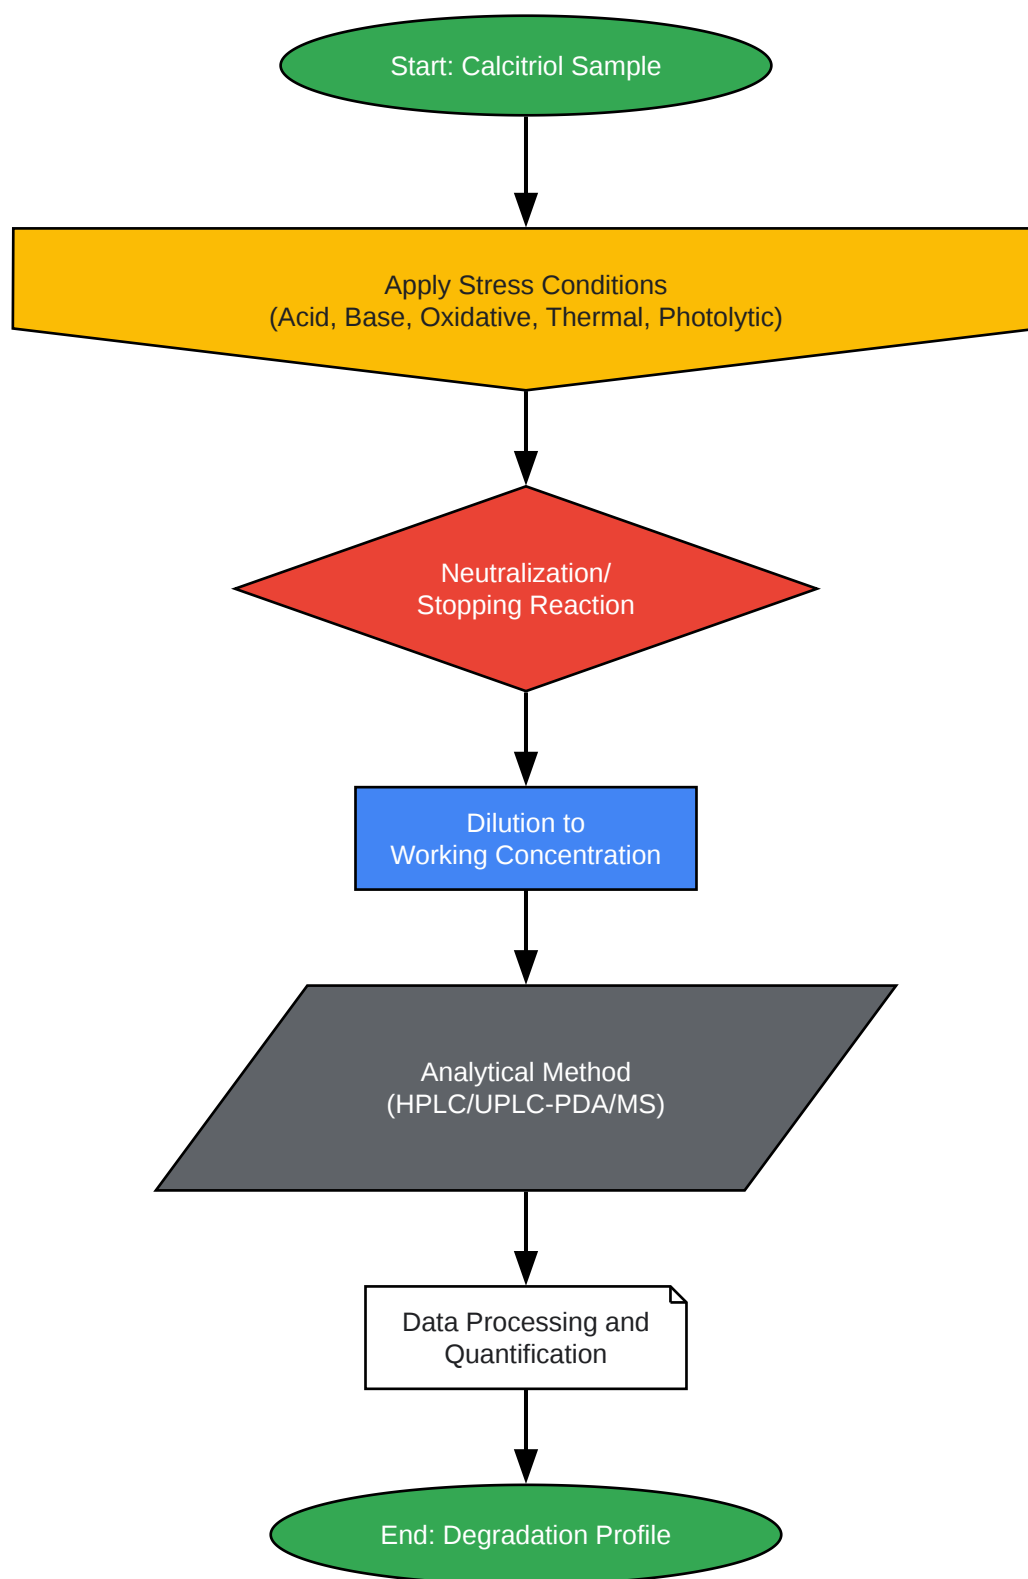 Start: Calcitriol Sample
Apply Stress Conditions
(Acid, Base, Oxidative, Thermal, Photolytic)
Neutralization/
Stopping Reaction
Dilution to
Working Concentration
Analytical Method
(HPLC/UPLC-PDA/MS)
Data Processing and
Quantification
End: Degradation Profile